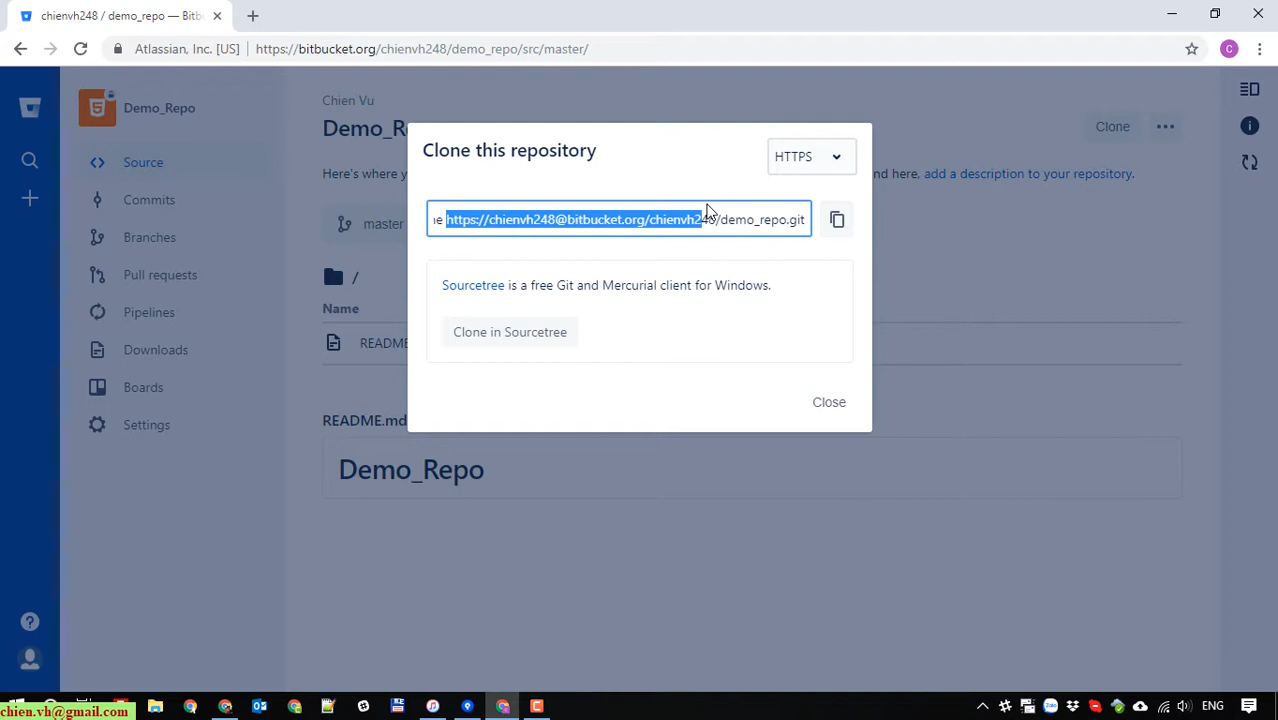 chienvh248 / demo_repo — Bitb
Atlassian, Inc. [US]
https://bitbucket.org/chienvh248/demo_repo/src/master/
C
Demo_Repo
Source
Commits
Branches
Pull requests
Pipelines
Downloads
Boards
Settings
Chien Vu
Demo_R
Clone
Here's where y
nd here, add a description to your repository.
master
/
Name
README
README.md
Demo_Repo
Clone this repository
HTTPS
ne https://chienvh248@bitbucket.org/chienvh248/demo_repo.git
Sourcetree is a free Git and Mercurial client for Windows.
Clone in Sourcetree
Close
chien.vh@gmail.com
ENG